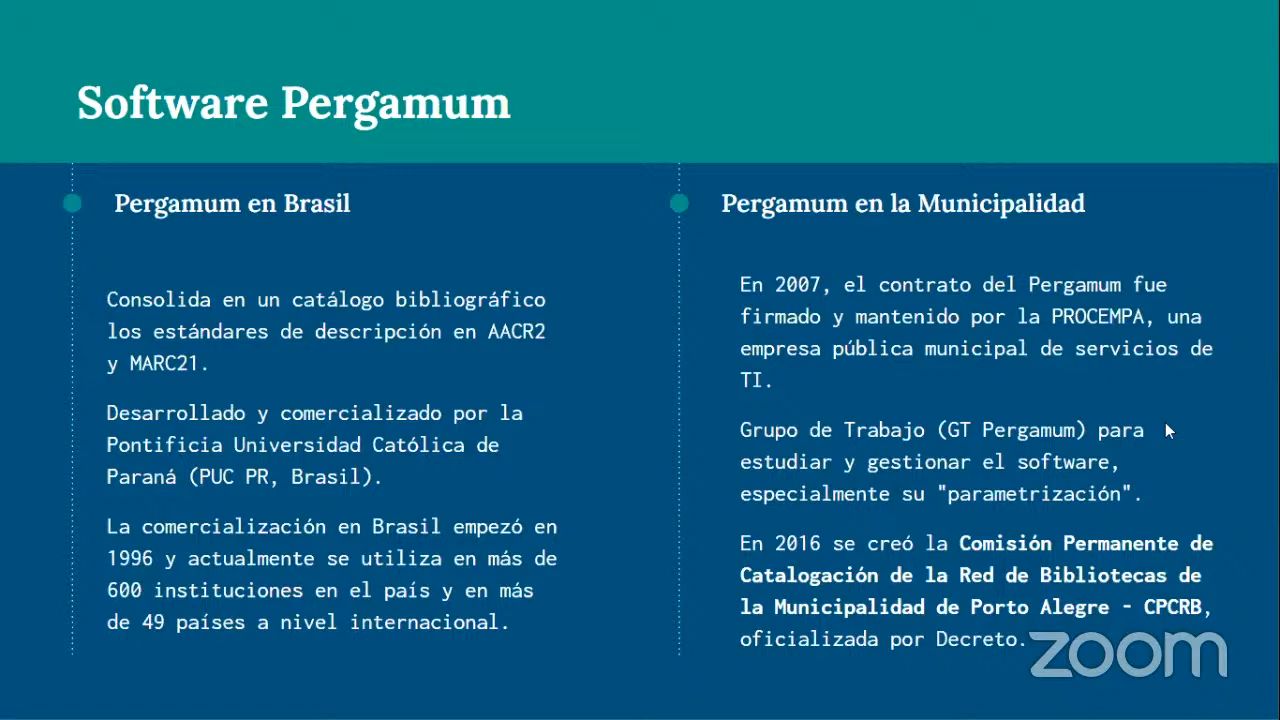 Software Pergamum
Pergamum en Brasil
Consolida en un catálogo bibliográfico
los estándares de descripción en AACR2
y MARC21.
Desarrollado y comercializado por la
Pontificia Universidad Católica de
Paraná (PUC PR, Brasil).
La comercialización en Brasil empezó en
1996 y actualmente se utiliza en más de
600 instituciones en el país y en más
de 49 países a nivel internacional.
Pergamum en la Municipalidad
En 2007, el contrato del Pergamum fue
firmado y mantenido por la PROCEMPA, una
empresa pública municipal de servicios de
TI.
Grupo de Trabajo (GT Pergamum) para
estudiar y gestionar el software,
especialmente su "parametrización".
En 2016 se creó la Comisión Permanente de
Catalogación de la Red de Bibliotecas de
la Municipalidad de Porto Alegre - CPCRB,
oficializada por Decreto.
zoom